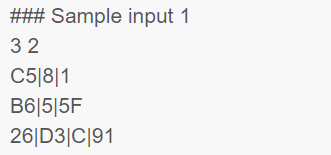 ### Sample input 1
3 2
C5|8|1
B6|5|5F
26|D3|C|91